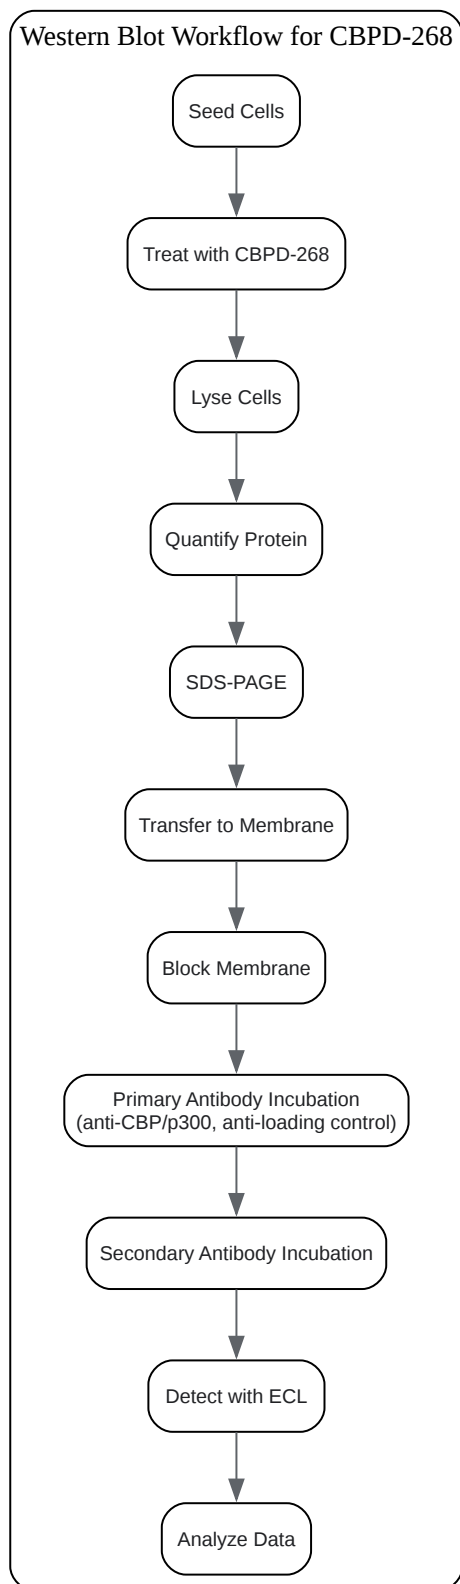 Western Blot Workflow for CBPD-268
Seed Cells
Treat with CBPD-268
Lyse Cells
Quantify Protein
SDS-PAGE
Transfer to Membrane
Block Membrane
Primary Antibody Incubation
(anti-CBP/p300, anti-loading control)
Secondary Antibody Incubation
Detect with ECL
Analyze Data